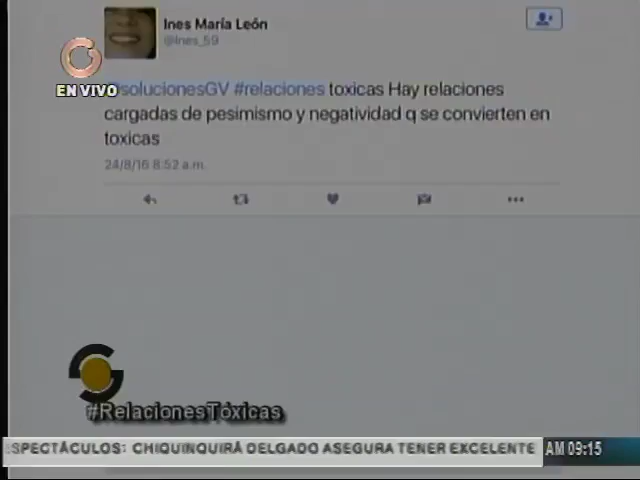 Ines María León
@Ines_59
EN VIVO
@solucionesGV #relaciones toxicas Hay relaciones
cargadas de pesimismo y negatividad q se convierten en
toxicas
24/8/16 8:52 a.m.
#RelacionesTóxicas
ESPECTÁCULOS: CHIQUINQUIRÁ DELGADO ASEGURA TENER EXCELENTE
AM 09:15